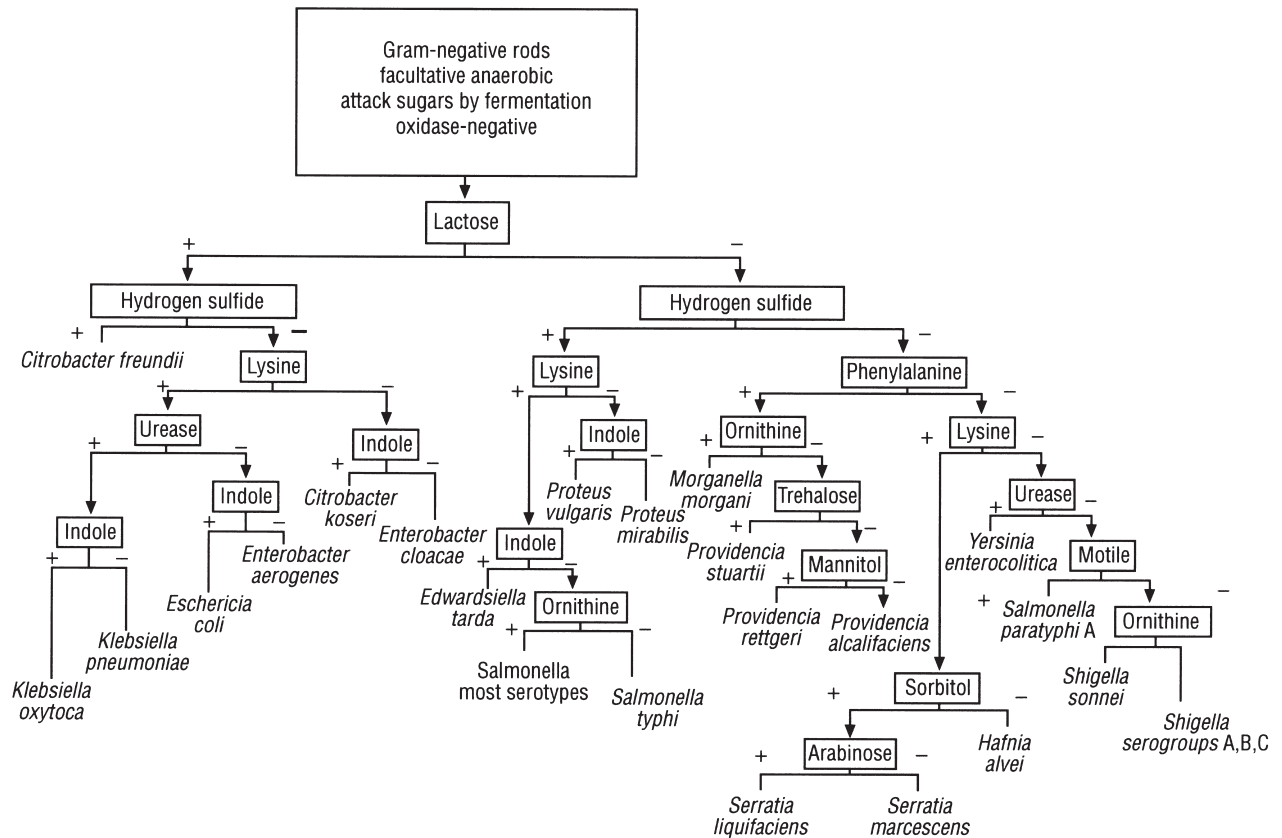 Gram-negative rods
facultative anaerobic
attack sugars by fermentation
oxidase-negative
Lactose
+ −
Hydrogen sulfide
Hydrogen sulfide
+ −
Citrobacter freundii
Lysine
+ −
Urease
+ −
Indole
+ −
Klebsiella
oxytoca
Klebsiella
pneumoniae
Indole
+ −
Eschericia
coli
Enterobacter
aerogenes
Indole
+ −
Citrobacter
koseri
Enterobacter
cloacae
+ −
Lysine
+ −
Indole
+ −
Proteus
vulgaris
Proteus
mirabilis
Indole
+ −
Edwardsiella
tarda
Ornithine
+ −
Salmonella
most serotypes
Salmonella
typhi
Phenylalanine
+ −
Ornithine
+ −
Morganella
morgani
Trehalose
+ −
Providencia
stuartii
Mannitol
+ −
Providencia
rettgeri
Providencia
alcalifaciens
Lysine
+ −
Urease
+ −
Yersinia
enterocolitica
Motile
+ −
Salmonella
paratyphi A
Ornithine
Shigella
sonnei
Shigella
serogroups A,B,C
Sorbitol
+ −
Hafnia
alvei
Arabinose
+ −
Serratia
liquifaciens
Serratia
marcescens